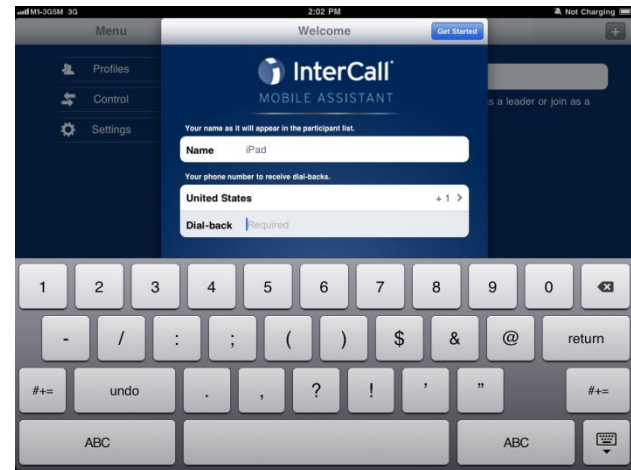 M1-3G5M 3G 2:02 PM Not Charging
Menu Welcome Get Started +
Profiles
InterCall
Control
MOBILE ASSISTANT
s a leader or join as a
Settings
Your name as it will appear in the participant list.
Name iPad
Your phone number to receive dial-backs.
United States + 1 >
Dial-back Required
1 2 3 4 5 6 7 8 9 0
- / : ; ( ) $ & @ return
#+= undo . , ? ! ' " #+=
ABC ABC